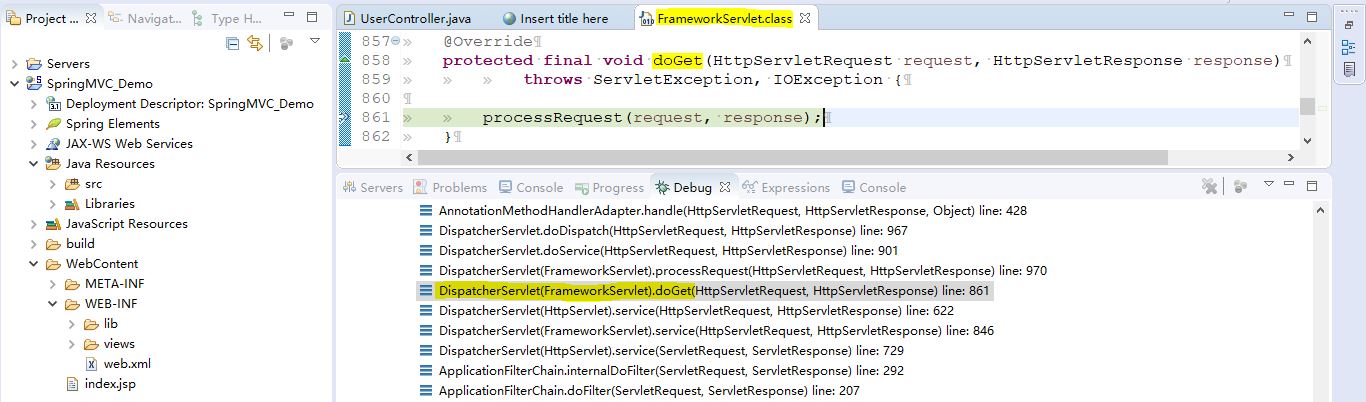 Project ...
Navigat...
Type H...
Servers
SpringMVC_Demo
Deployment Descriptor: SpringMVC_Demo
Spring Elements
JAX-WS Web Services
Java Resources
src
Libraries
JavaScript Resources
build
WebContent
META-INF
WEB-INF
lib
views
web.xml
index.jsp
UserController.java
Insert title here
FrameworkServlet.class
857 @Override
858 protected final void doGet(HttpServletRequest request, HttpServletResponse response)
859 throws ServletException, IOException {
860
861 processRequest(request, response);
862 }
Servers Problems Console Progress Debug Expressions Console
AnnotationMethodHandlerAdapter.handle(HttpServletRequest, HttpServletResponse, Object) line: 428
DispatcherServlet.doDispatch(HttpServletRequest, HttpServletResponse) line: 967
DispatcherServlet.doService(HttpServletRequest, HttpServletResponse) line: 901
DispatcherServlet(FrameworkServlet).processRequest(HttpServletRequest, HttpServletResponse) line: 970
DispatcherServlet(FrameworkServlet).doGet(HttpServletRequest, HttpServletResponse) line: 861
DispatcherServlet(HttpServlet).service(HttpServletRequest, HttpServletResponse) line: 622
DispatcherServlet(FrameworkServlet).service(HttpServletRequest, HttpServletResponse) line: 846
DispatcherServlet(HttpServlet).service(ServletRequest, ServletResponse) line: 729
ApplicationFilterChain.internalDoFilter(ServletRequest, ServletResponse) line: 292
ApplicationFilterChain.doFilter(ServletRequest, ServletResponse) line: 207